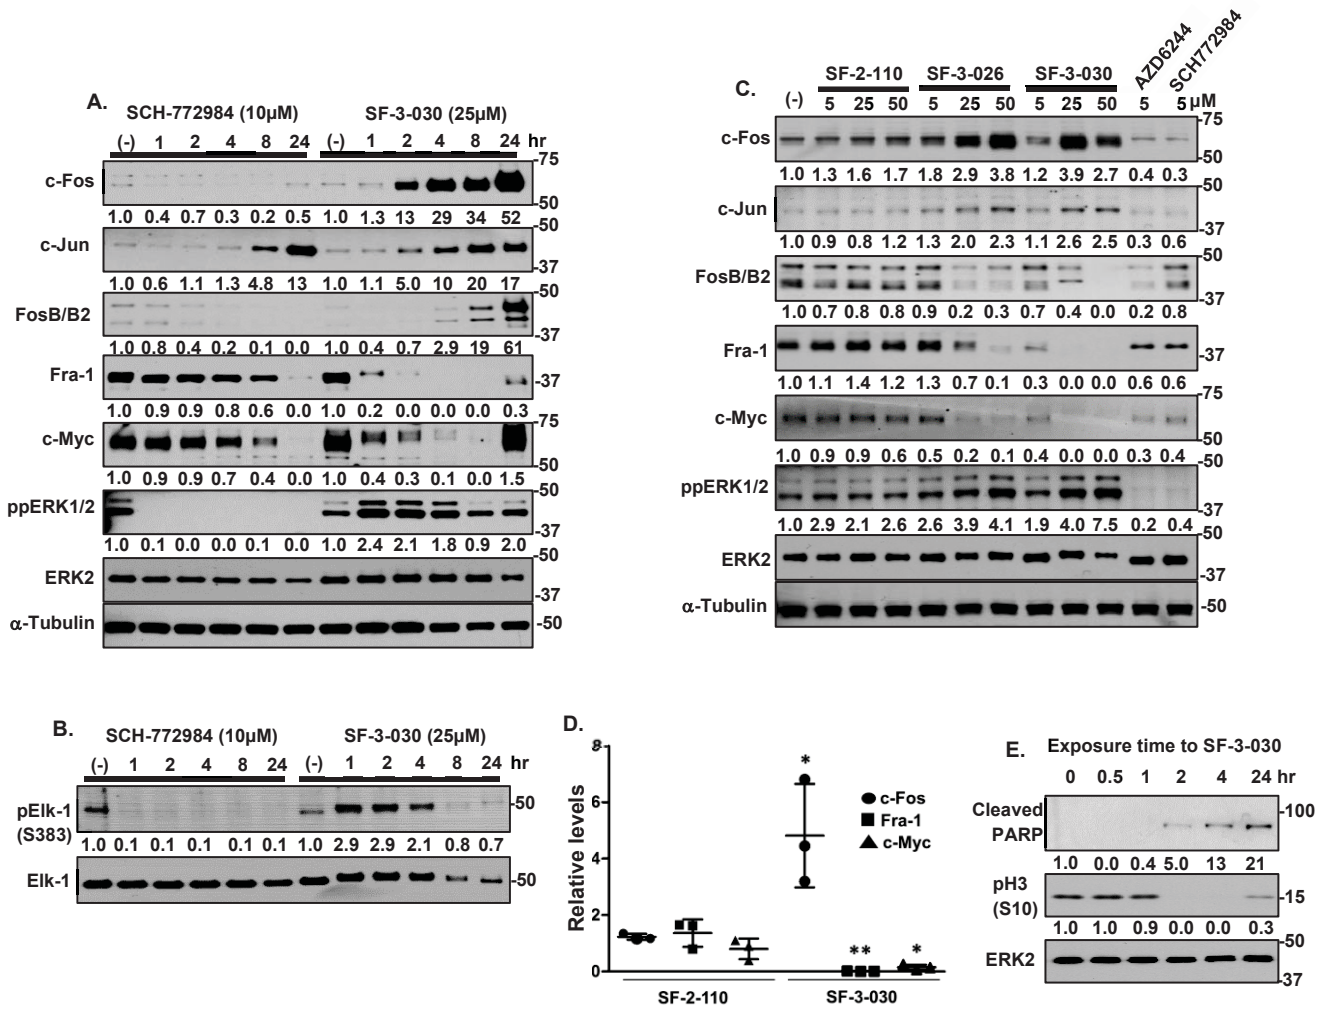 A.
SCH-772984 (10µM) SF-3-030 (25µM)
(-) 1 2 4 8 24 (-) 1 2 4 8 24 hr
-75
c-Fos
-50
1.0 0.4 0.7 0.3 0.2 0.5 1.0 1.3 13 29 34 52
-50
c-Jun
-37
1.0 0.6 1.1 1.3 4.8 13 1.0 1.1 5.0 10 20 17
-50
FosB/B2
-37
1.0 0.8 0.4 0.2 0.1 0.0 1.0 0.4 0.7 2.9 19 61
Fra-1
-37
1.0 0.9 0.9 0.8 0.6 0.0 1.0 0.2 0.0 0.0 0.0 0.3
-75
c-Myc
-50
1.0 0.9 0.9 0.7 0.4 0.0 1.0 0.4 0.3 0.1 0.0 1.5
-50
ppERK1/2
-37
1.0 0.1 0.0 0.0 0.1 0.0 1.0 2.4 2.1 1.8 0.9 2.0
-50
ERK2
-37
α-Tubulin
-50
C.
SF-2-110 SF-3-026 SF-3-030 AZD6244 SCH772984
(-) 5 25 50 5 25 50 5 25 50 5 5 µM
-75
c-Fos
-50
1.0 1.3 1.6 1.7 1.8 2.9 3.8 1.2 3.9 2.7 0.4 0.3
-50
c-Jun
-37
1.0 0.9 0.8 1.2 1.3 2.0 2.3 1.1 2.6 2.5 0.3 0.6
-50
FosB/B2
-37
1.0 0.7 0.8 0.8 0.9 0.2 0.3 0.7 0.4 0.0 0.2 0.8
Fra-1
-37
1.0 1.1 1.4 1.2 1.3 0.7 0.1 0.3 0.0 0.0 0.6 0.6
-75
c-Myc
-50
1.0 0.9 0.9 0.6 0.5 0.2 0.1 0.4 0.0 0.0 0.3 0.4
-50
ppERK1/2
-37
1.0 2.9 2.1 2.6 2.6 3.9 4.1 1.9 4.0 7.5 0.2 0.4
-50
ERK2
-37
α-Tubulin
-50
B.
SCH-772984 (10µM) SF-3-030 (25µM)
(-) 1 2 4 8 24 (-) 1 2 4 8 24 hr
pElk-1
(S383)
-50
1.0 0.1 0.1 0.1 0.1 0.1 1.0 2.9 2.9 2.1 0.8 0.7
Elk-1
-50
D.
Relative levels
8
6
4
2
0
*
c-Fos
Fra-1
c-Myc
**
*
SF-2-110 SF-3-030
E.
Exposure time to SF-3-030
0 0.5 1 2 4 24 hr
Cleaved
PARP
-100
1.0 0.0 0.4 5.0 13 21
pH3
(S10)
-15
1.0 1.0 0.9 0.0 0.0 0.3
-50
ERK2
-37